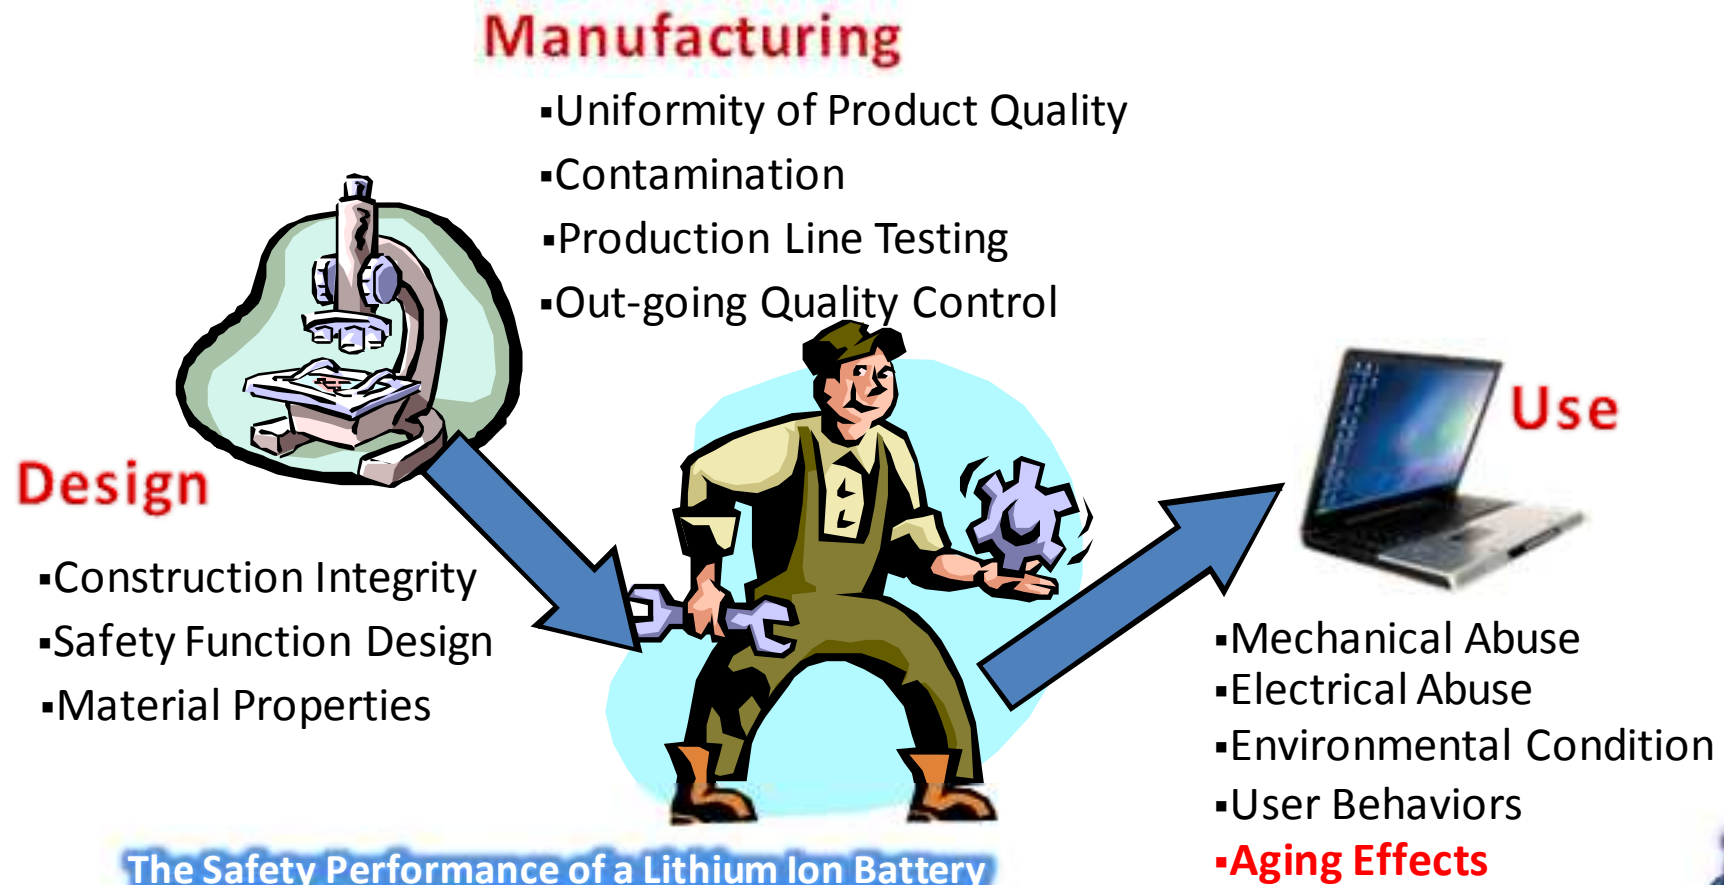 Manufacturing
▪Uniformity of Product Quality
▪Contamination
▪Production Line Testing
▪Out-going Quality Control
Design
▪Construction Integrity
▪Safety Function Design
▪Material Properties
Use
▪Mechanical Abuse
▪Electrical Abuse
▪Environmental Condition
▪User Behaviors
▪Aging Effects
The Safety Performance of a Lithium Ion Battery